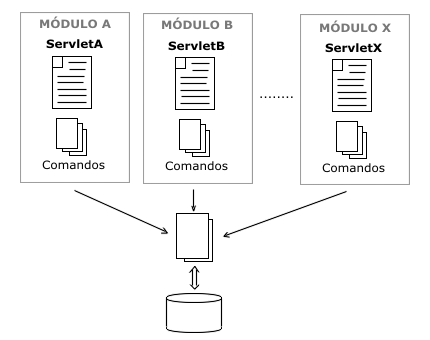 MÓDULO A
ServletA
Comandos
MÓDULO B
ServletB
Comandos
........
MÓDULO X
ServletX
Comandos